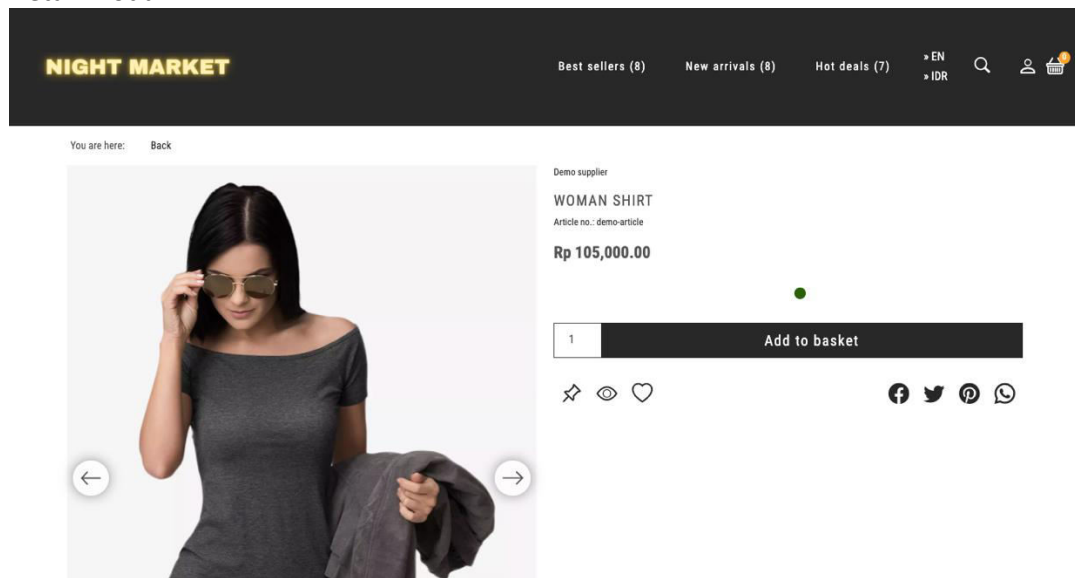 NIGHT MARKET
Best sellers (8) New arrivals (8) Hot deals (7)
» EN
» IDR
0
You are here: Back
Demo supplier
WOMAN SHIRT
Article no.: demo-article
Rp 105,000.00
1 Add to basket